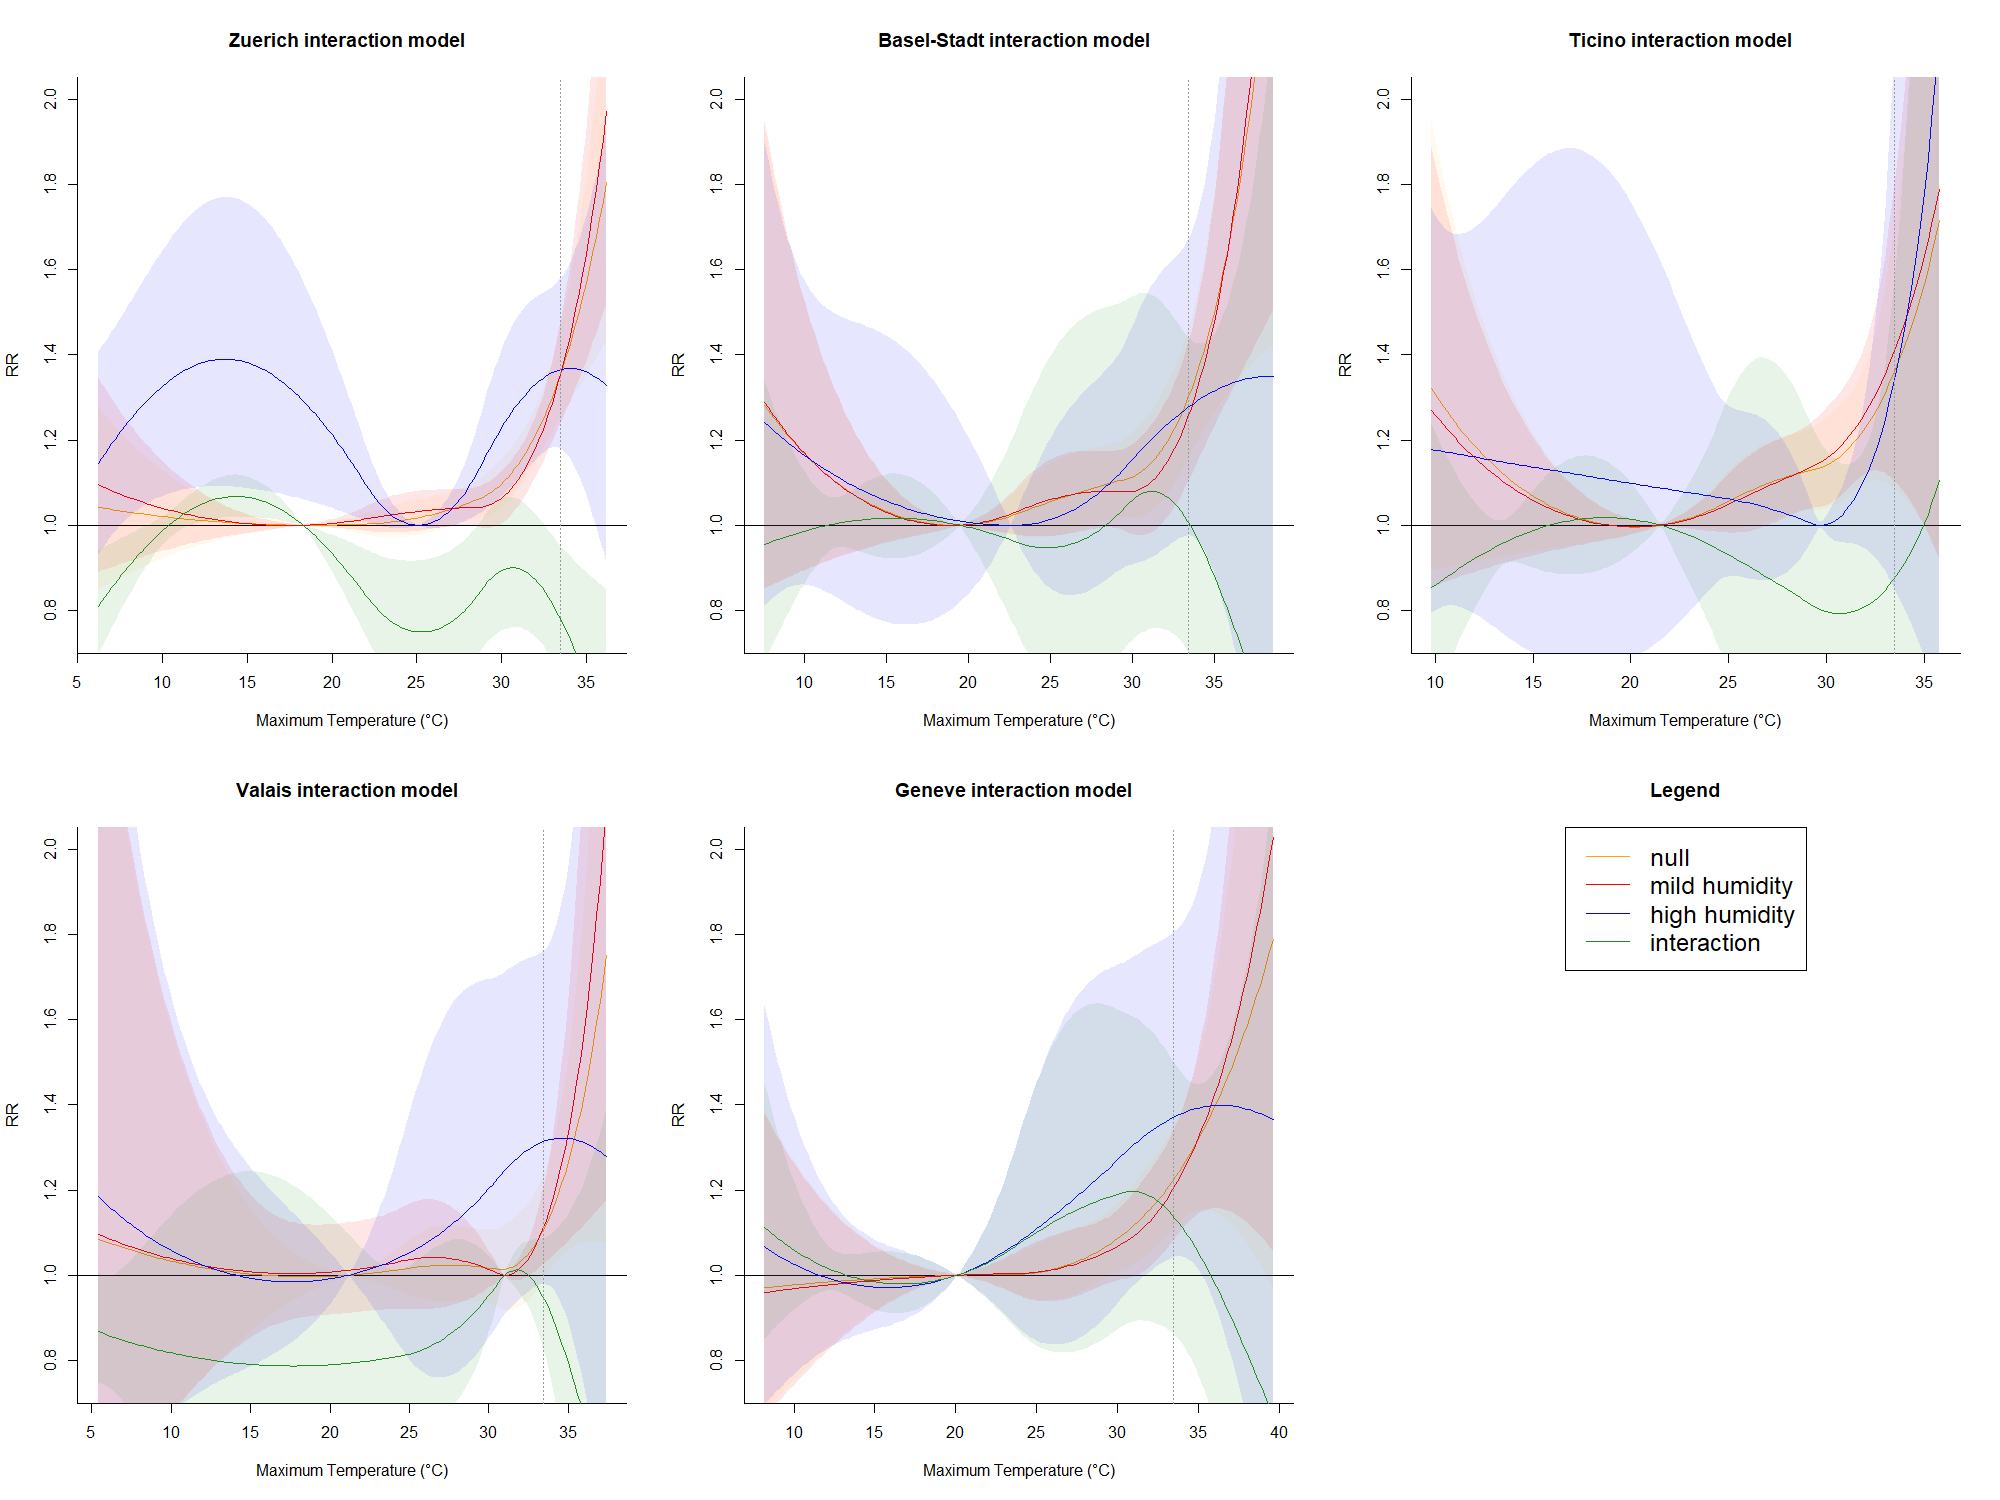 Zuerich interaction model
Basel-Stadt interaction model
Ticino interaction model
RR
0.8 1.0 1.2 1.4 1.6 1.8 2.0
5 10 15 20 25 30 35
Maximum Temperature (°C)
RR
0.8 1.0 1.2 1.4 1.6 1.8 2.0
10 15 20 25 30 35
Maximum Temperature (°C)
RR
0.8 1.0 1.2 1.4 1.6 1.8 2.0
10 15 20 25 30 35
Maximum Temperature (°C)
Valais interaction model
Geneve interaction model
Legend
RR
0.8 1.0 1.2 1.4 1.6 1.8 2.0
5 10 15 20 25 30 35
Maximum Temperature (°C)
RR
0.8 1.0 1.2 1.4 1.6 1.8 2.0
10 15 20 25 30 35 40
Maximum Temperature (°C)
null
mild humidity
high humidity
interaction